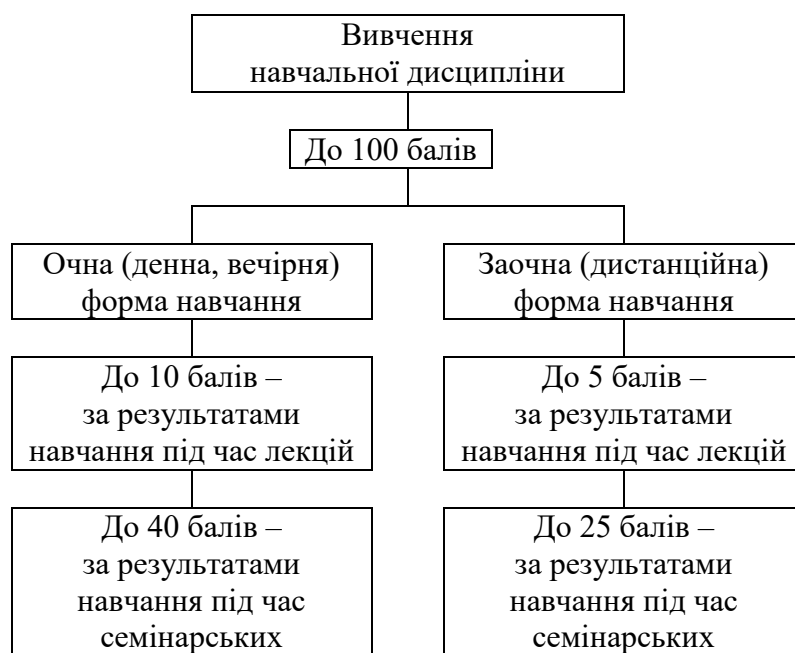 Вивчення
навчальної дисципліни
До 100 балів
Очна (денна, вечірня)
форма навчання
До 10 балів –
за результатами
навчання під час лекцій
До 40 балів –
за результатами
навчання під час
семінарських
Заочна (дистанційна)
форма навчання
До 5 балів –
за результатами
навчання під час лекцій
До 25 балів –
за результатами
навчання під час
семінарських